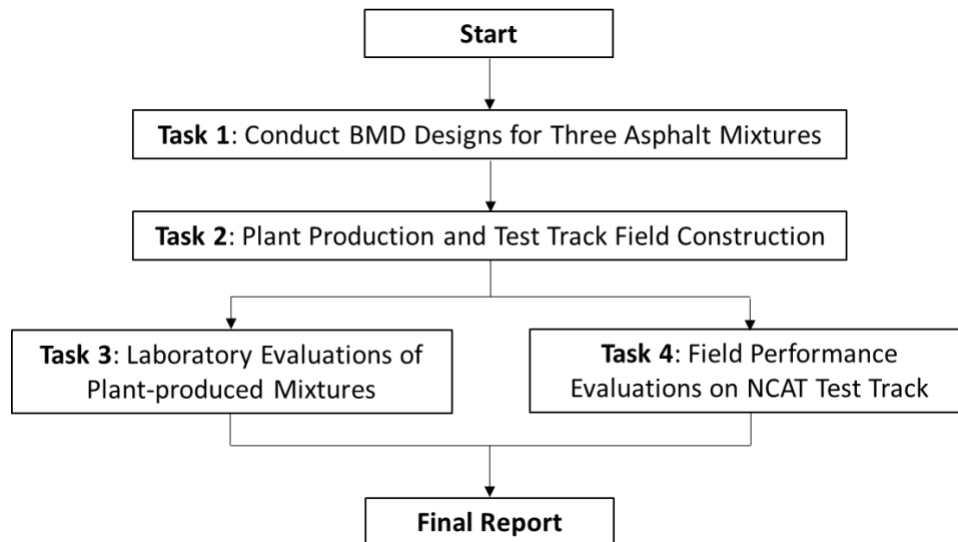 Start
Task 1: Conduct BMD Designs for Three Asphalt Mixtures
Task 2: Plant Production and Test Track Field Construction
Task 3: Laboratory Evaluations of
Plant-produced Mixtures
Task 4: Field Performance
Evaluations on NCAT Test Track
Final Report